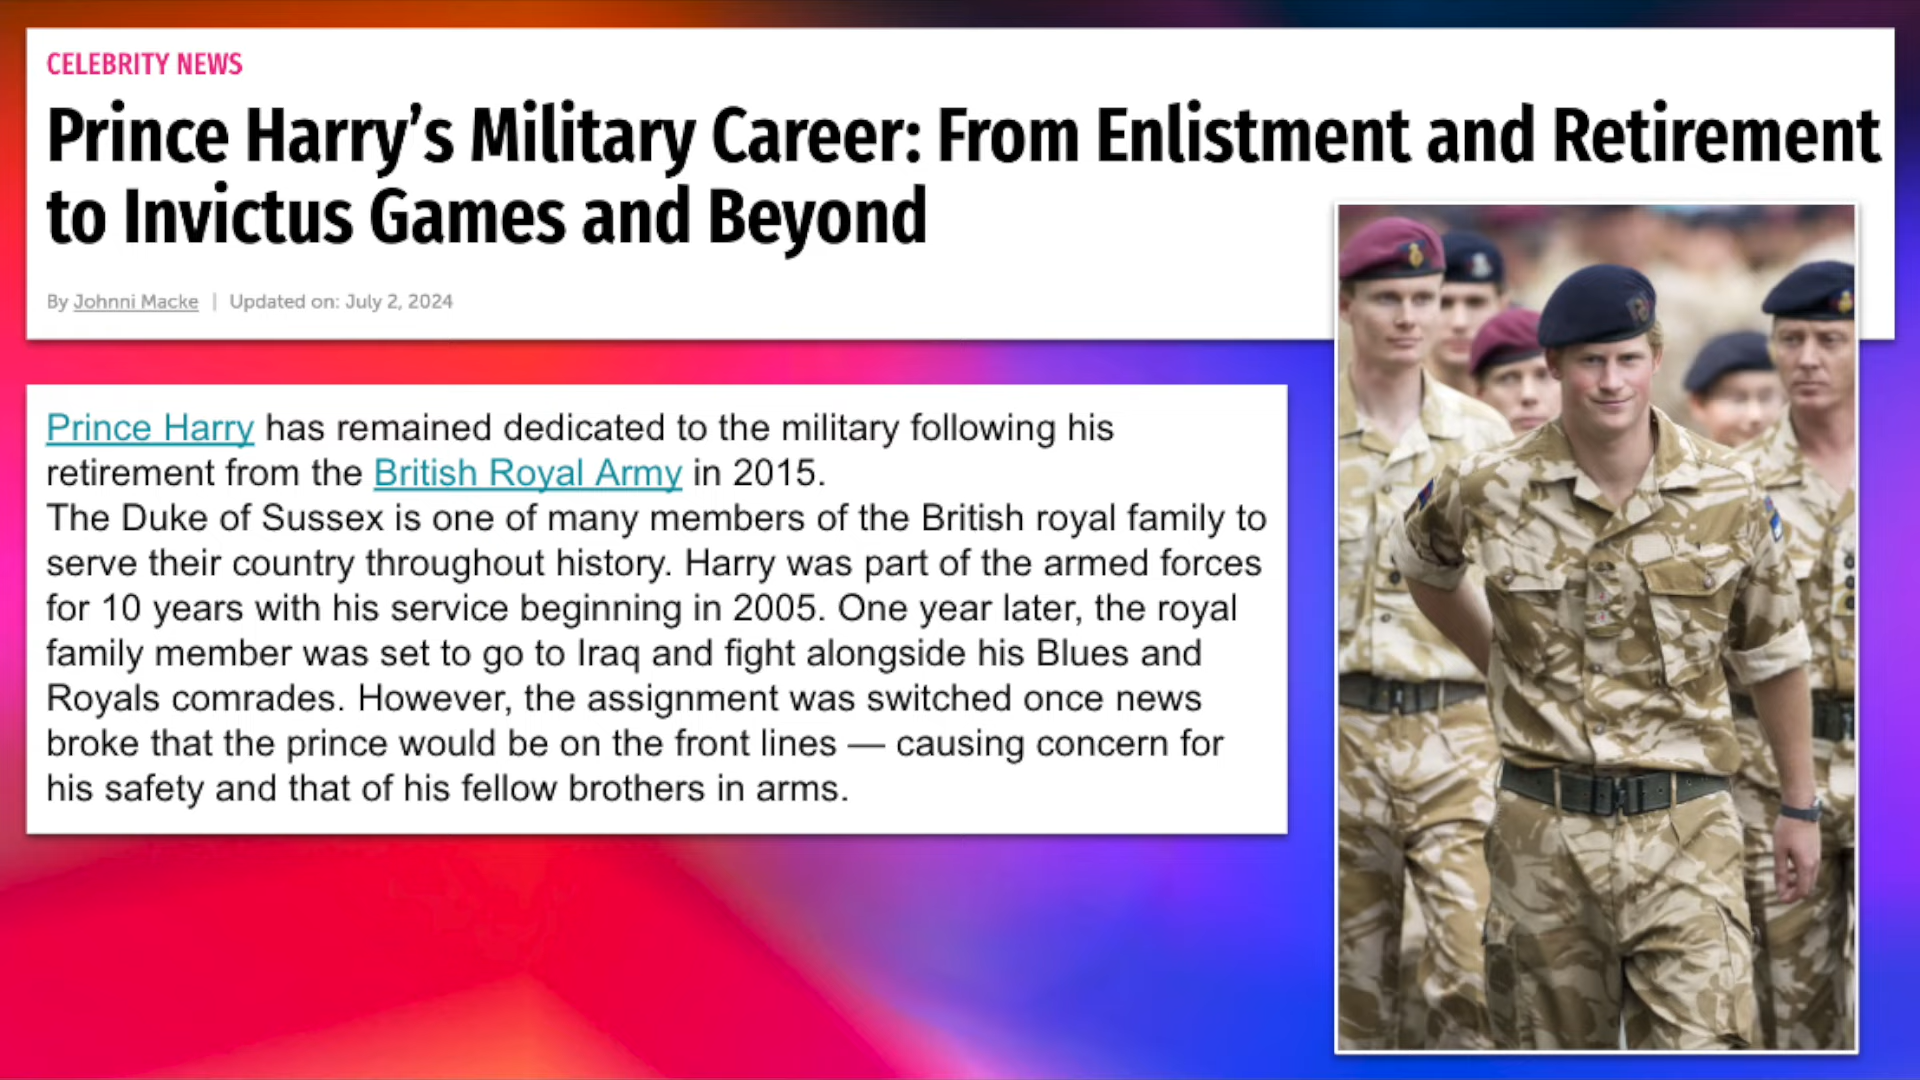 CELEBRITY NEWS
Prince Harry’s Military Career: From Enlistment and Retirement
to Invictus Games and Beyond
By Johnni Macke | Updated on: July 2, 2024
Prince Harry has remained dedicated to the military following his
retirement from the British Royal Army in 2015.
The Duke of Sussex is one of many members of the British royal family to
serve their country throughout history. Harry was part of the armed forces
for 10 years with his service beginning in 2005. One year later, the royal
family member was set to go to Iraq and fight alongside his Blues and
Royals comrades. However, the assignment was switched once news
broke that the prince would be on the front lines — causing concern for
his safety and that of his fellow brothers in arms.